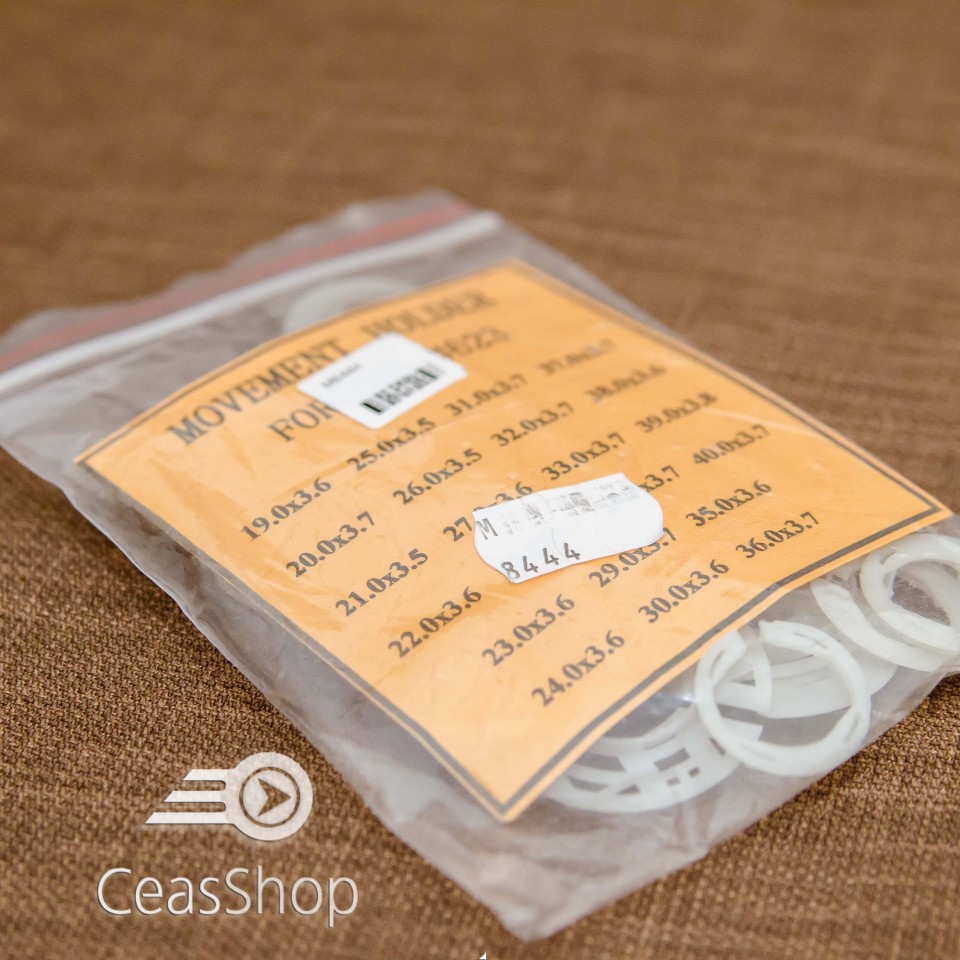 MOVEMENT HOLDER
FOR
19.0x3.6 25.0x3.5 31.0x3.7
20.0x3.7 26.0x3.5 32.0x3.7 38.0x3.6
21.0x3.5 33.0x3.7 39.0x3.8
22.0x3.6 40.0x3.7
23.0x3.6 29.0x3.7 35.0x3.6
24.0x3.6 30.0x3.6 36.0x3.7
M
8444
CeasShop